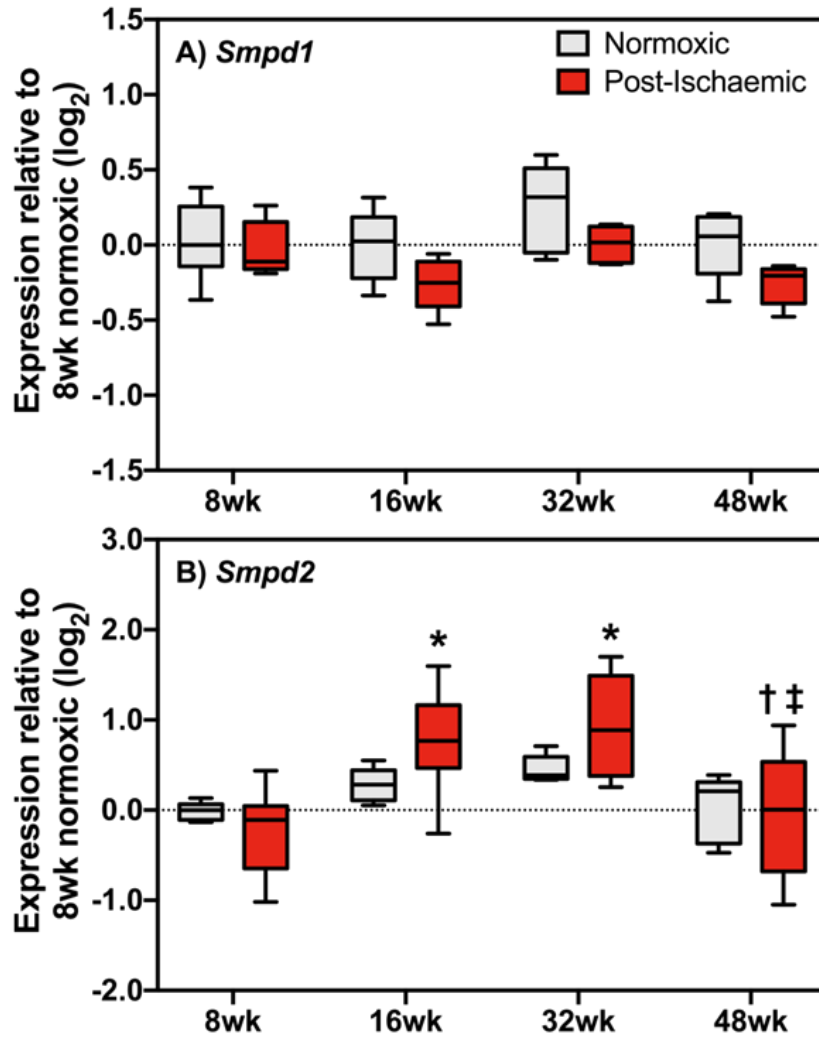 A) Smpd1
Normoxic
Post-Ischaemic
Expression relative to
8wk normoxic (log2)
1.5
1.0
0.5
0.0
-0.5
-1.0
-1.5
8wk 16wk 32wk 48wk
B) Smpd2
Expression relative to
8wk normoxic (log2)
3.0
2.0
1.0
0.0
-1.0
-2.0
* * † ‡
8wk 16wk 32wk 48wk